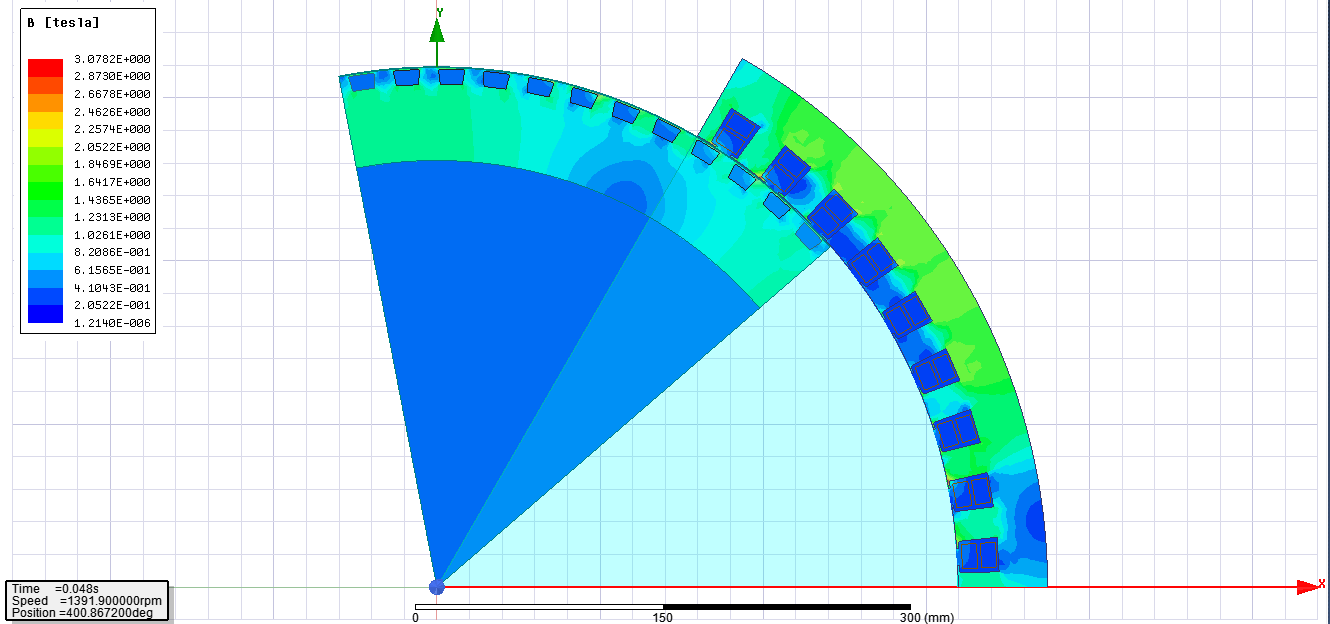 B [tesla]
3.0782E+000
2.8730E+000
2.6678E+000
2.4626E+000
2.2574E+000
2.0522E+000
1.8469E+000
1.6417E+000
1.4365E+000
1.2313E+000
1.0261E+000
8.2086E-001
6.1565E-001
4.1043E-001
2.0522E-001
1.2140E-006
Y
X
Time =0.048s
Speed =1391.900000rpm
Position =400.867200deg
0 150 300 (mm)